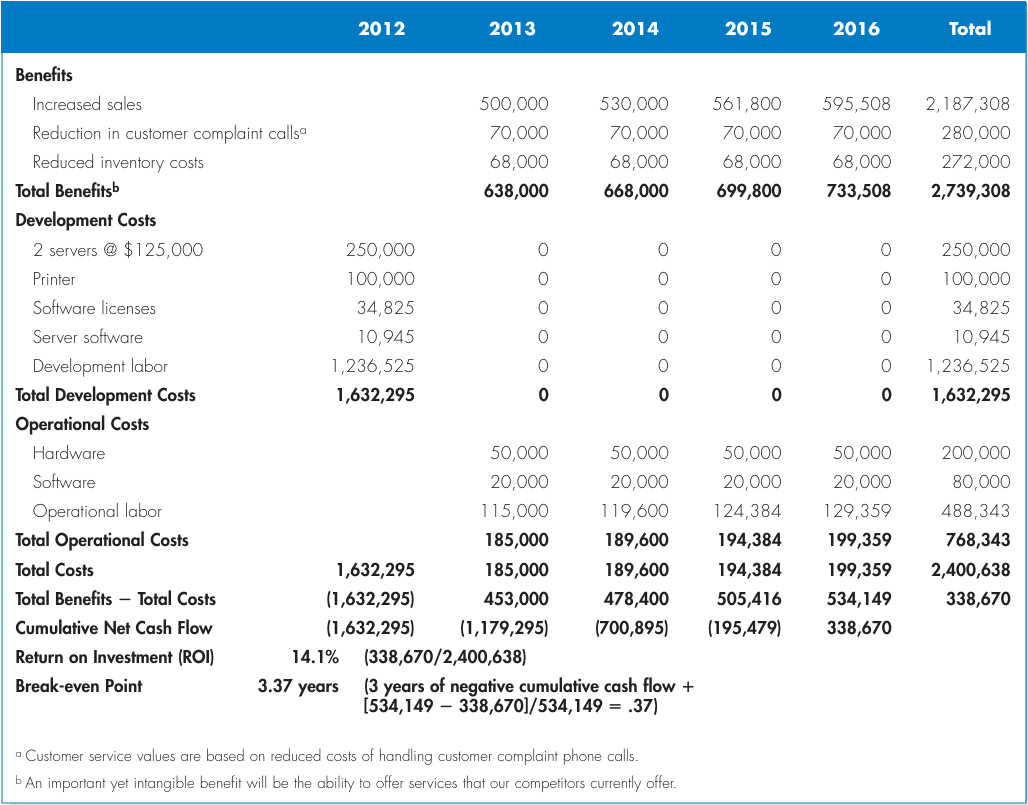 2012 2013 2014 2015 2016 Total
Benefits
Increased sales 500,000 530,000 561,800 595,508 2,187,308
Reduction in customer complaint callsᵃ 70,000 70,000 70,000 70,000 280,000
Reduced inventory costs 68,000 68,000 68,000 68,000 272,000
Total Benefitsᵇ 638,000 668,000 699,800 733,508 2,739,308
Development Costs
2 servers @ $125,000 250,000 0 0 0 0 250,000
Printer 100,000 0 0 0 0 100,000
Software licenses 34,825 0 0 0 0 34,825
Server software 10,945 0 0 0 0 10,945
Development labor 1,236,525 0 0 0 0 1,236,525
Total Development Costs 1,632,295 0 0 0 0 1,632,295
Operational Costs
Hardware 50,000 50,000 50,000 50,000 200,000
Software 20,000 20,000 20,000 20,000 80,000
Operational labor 115,000 119,600 124,384 129,359 488,343
Total Operational Costs 185,000 189,600 194,384 199,359 768,343
Total Costs 1,632,295 185,000 189,600 194,384 199,359 2,400,638
Total Benefits − Total Costs (1,632,295) 453,000 478,400 505,416 534,149 338,670
Cumulative Net Cash Flow (1,632,295) (1,179,295) (700,895) (195,479) 338,670
Return on Investment (ROI) 14.1% (338,670/2,400,638)
Break-even Point 3.37 years (3 years of negative cumulative cash flow +
[534,149 − 338,670]/534,149 = .37)
ᵃ Customer service values are based on reduced costs of handling customer complaint phone calls.
ᵇ An important yet intangible benefit will be the ability to offer services that our competitors currently offer.